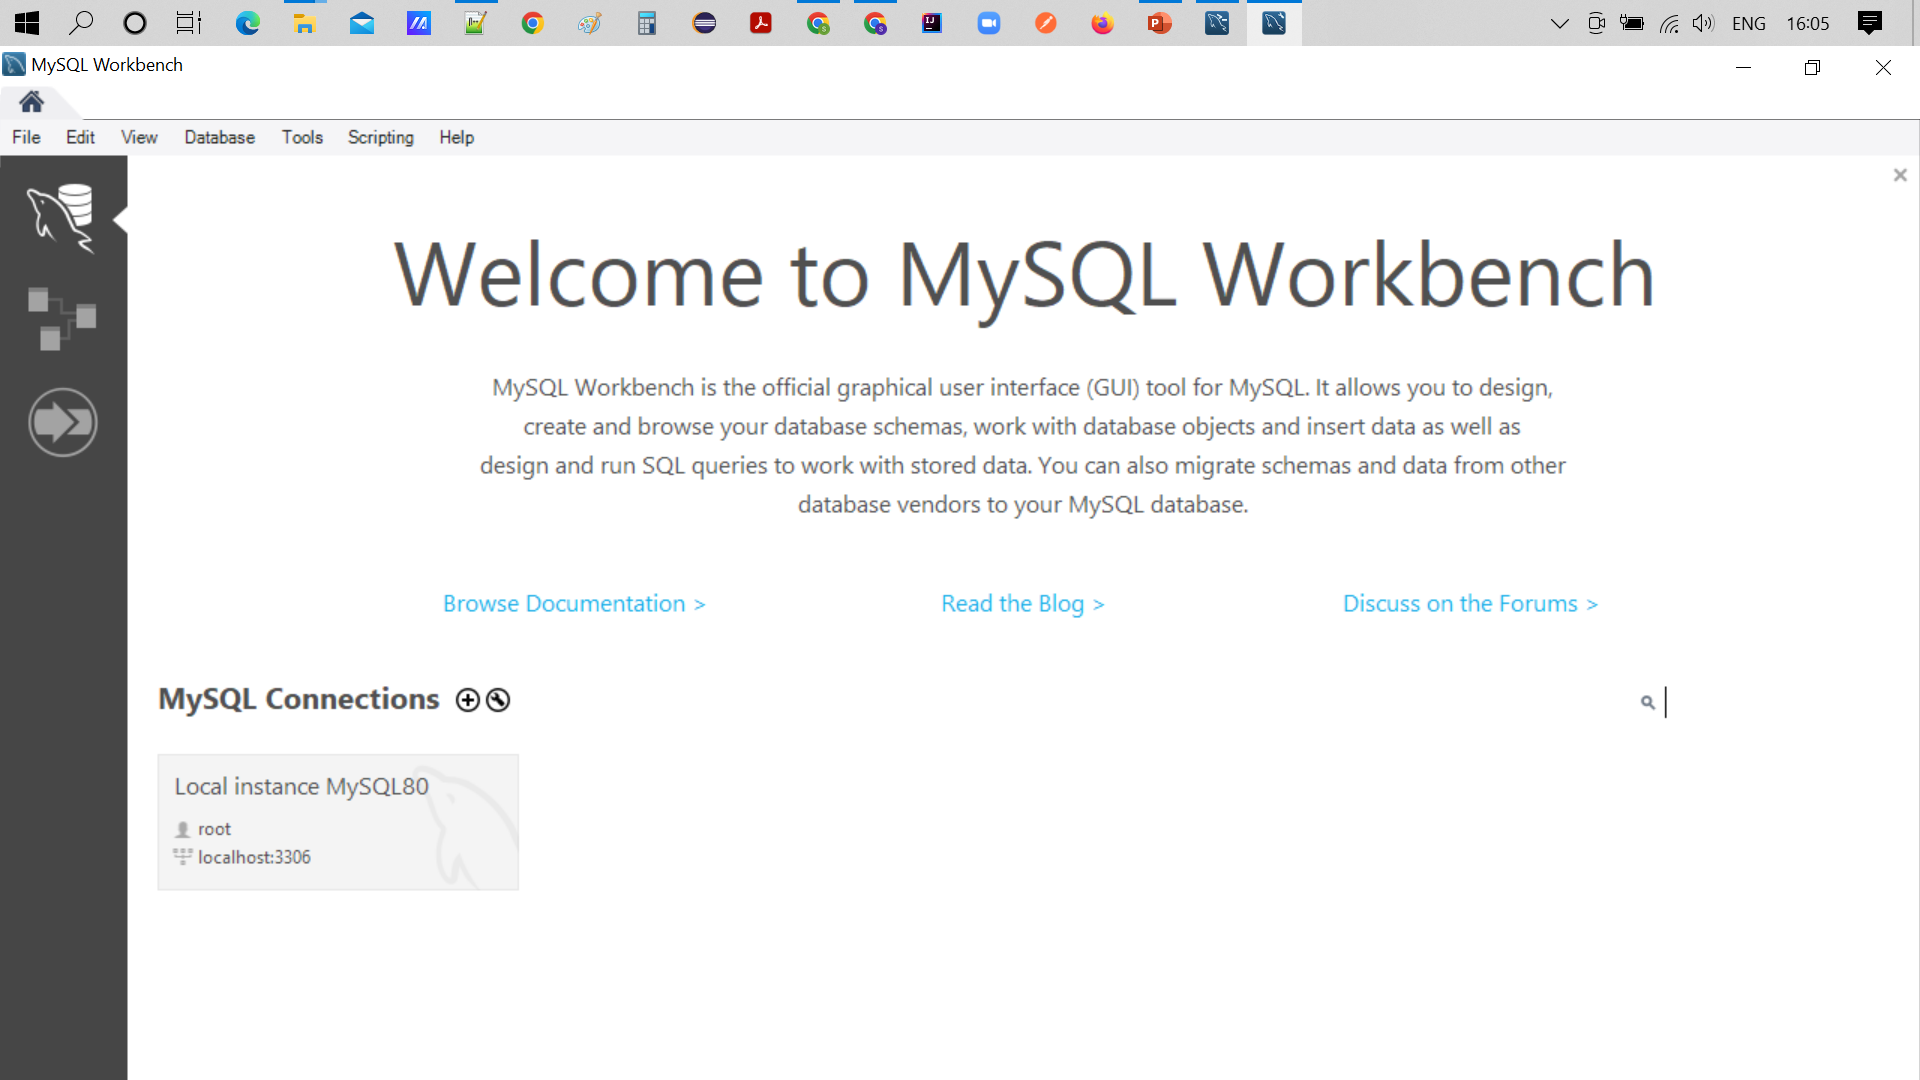 ENG 16:05
MySQL Workbench
File Edit View Database Tools Scripting Help
Welcome to MySQL Workbench
MySQL Workbench is the official graphical user interface (GUI) tool for MySQL. It allows you to design,
create and browse your database schemas, work with database objects and insert data as well as
design and run SQL queries to work with stored data. You can also migrate schemas and data from other
database vendors to your MySQL database.
Browse Documentation > Read the Blog > Discuss on the Forums >
MySQL Connections
Local instance MySQL80
root
localhost:3306